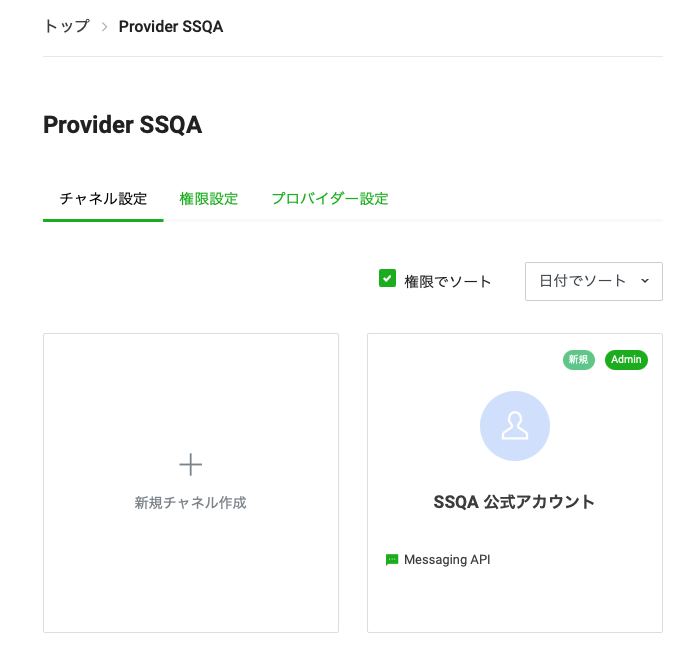 トップ > Provider SSQA
Provider SSQA
チャネル設定 権限設定 プロバイダー設定
権限でソート 日付でソート
新規 Admin
新規チャネル作成
SSQA 公式アカウント
Messaging API